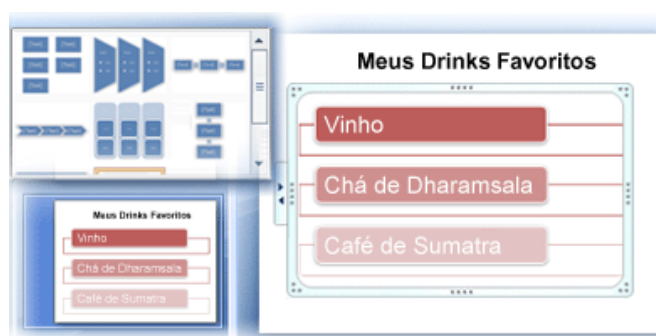 Meus Drinks Favoritos
Vinho
Chá de Dharamsala
Café de Sumatra
Meus Drinks Favoritos
Vinho
Chá de Dharamsala
Café de Sumatra